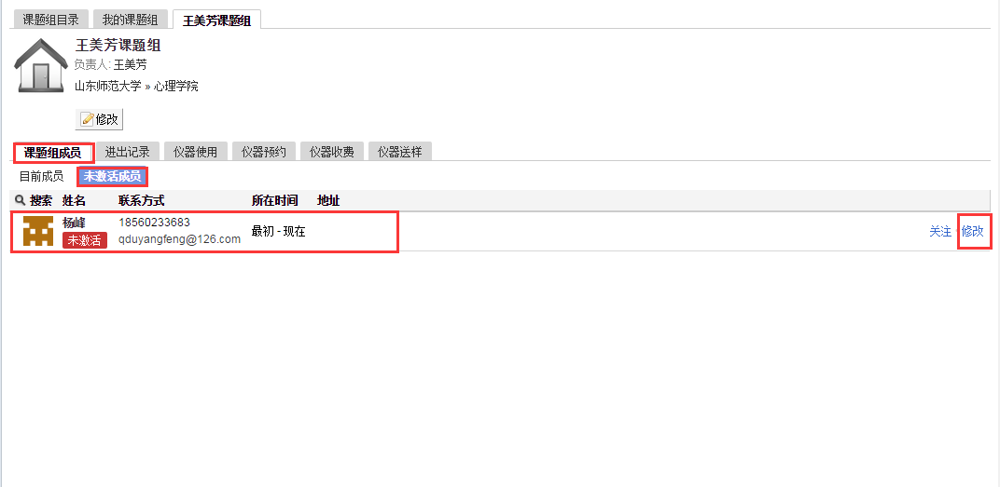 课题组目录 我的课题组 王美芳课题组
王美芳课题组
负责人: 王美芳
山东师范大学 » 心理学院
修改
课题组成员 进出记录 仪器使用 仪器预约 仪器收费 仪器送样
目前成员 未激活成员
搜索 姓名 联系方式 所在时间 地址
杨峰 18560233683
未激活 qduyangfeng@126.com 最初 - 现在 关注 修改